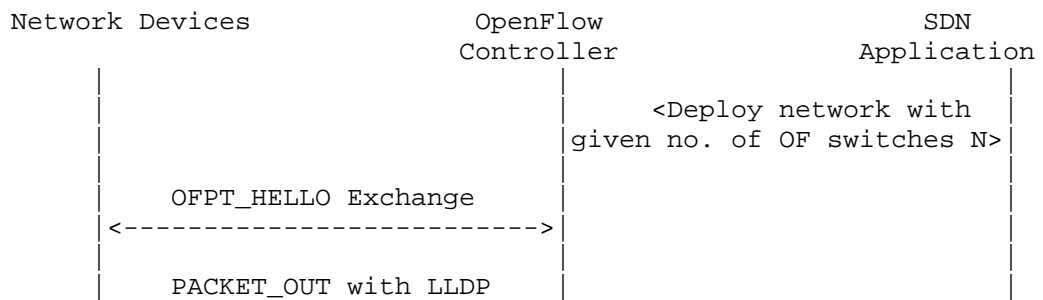 Network Devices OpenFlow SDN
Controller Application
<Deploy network with
given no. of OF switches N>
OFPT_HELLO Exchange
<-------------------------->
PACKET_OUT with LLDP